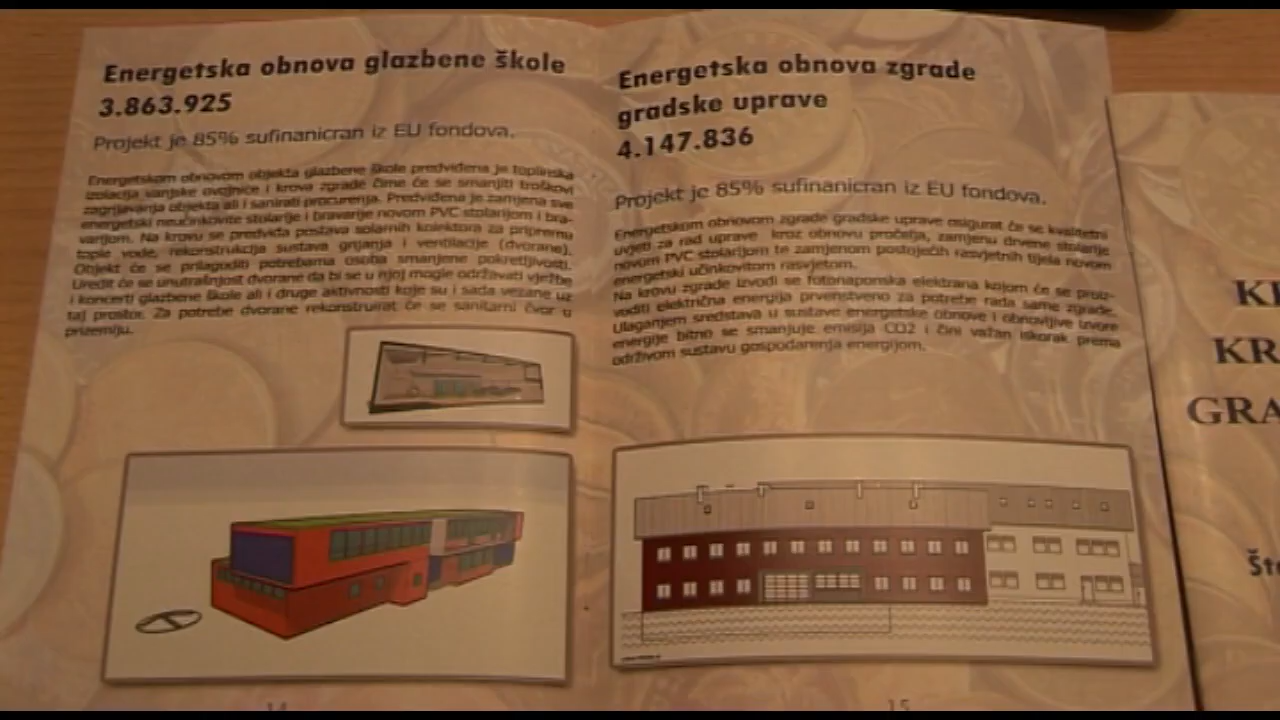 Energetska obnova glazbene škole
3.863.925
Projekt je 85% sufinanicran iz EU fondova.
Energetskom obnovom objekta glazbene škole predviđena je toplinska
izolacija vanjske ovojnice i krova zgrade čime će se smanjiti troškovi
zagrijavanja objekta ali i sanirati procurenja. Predviđena je zamjena sve
energetski neučinkovite stolarije i bravarije novom PVC stolarijom i bra-
varijom. Na krovu se predviđa postava solarnih kolektora za pripremu
tople vode, rekonstrukcija sustava grijanja i ventilacije (dvorane).
Objekt će se prilagoditi potrebama osoba smanjene pokretljivosti.
Uredit će se unutrašnjost dvorane da bi se u njoj mogle održavati vježbe
i koncerti glazbene škole ali i druge aktivnosti koje su i sada vezane uz
taj prostor. Za potrebe dvorane rekonstruirat će se sanitarni čvor u
prizemlju.
14
Energetska obnova zgrade
gradske uprave
4.147.836
Projekt je 85% sufinanicran iz EU fondova.
Energetskom obnovom zgrade gradske uprave osigurat će se kvalitetni
uvjeti za rad uprave kroz obnovu pročelja, zamjenu drvene stolarije
novom PVC stolarijom te zamjenom postojećih rasvjetnih tijela novom
energetski učinkovitom rasvjetom.
Na krovu zgrade izvodi se fotonaponska elektrana kojom će se proiz-
voditi električna energija prvenstveno za potrebe rada same zgrade.
Ulaganjem sredstava u sustave energetske obnove i obnovljive izvore
energije bitno se smanjuje emisija CO2 i čini važan iskorak prema
održivom sustavu gospodarenja energijom.
15
KR
GRA